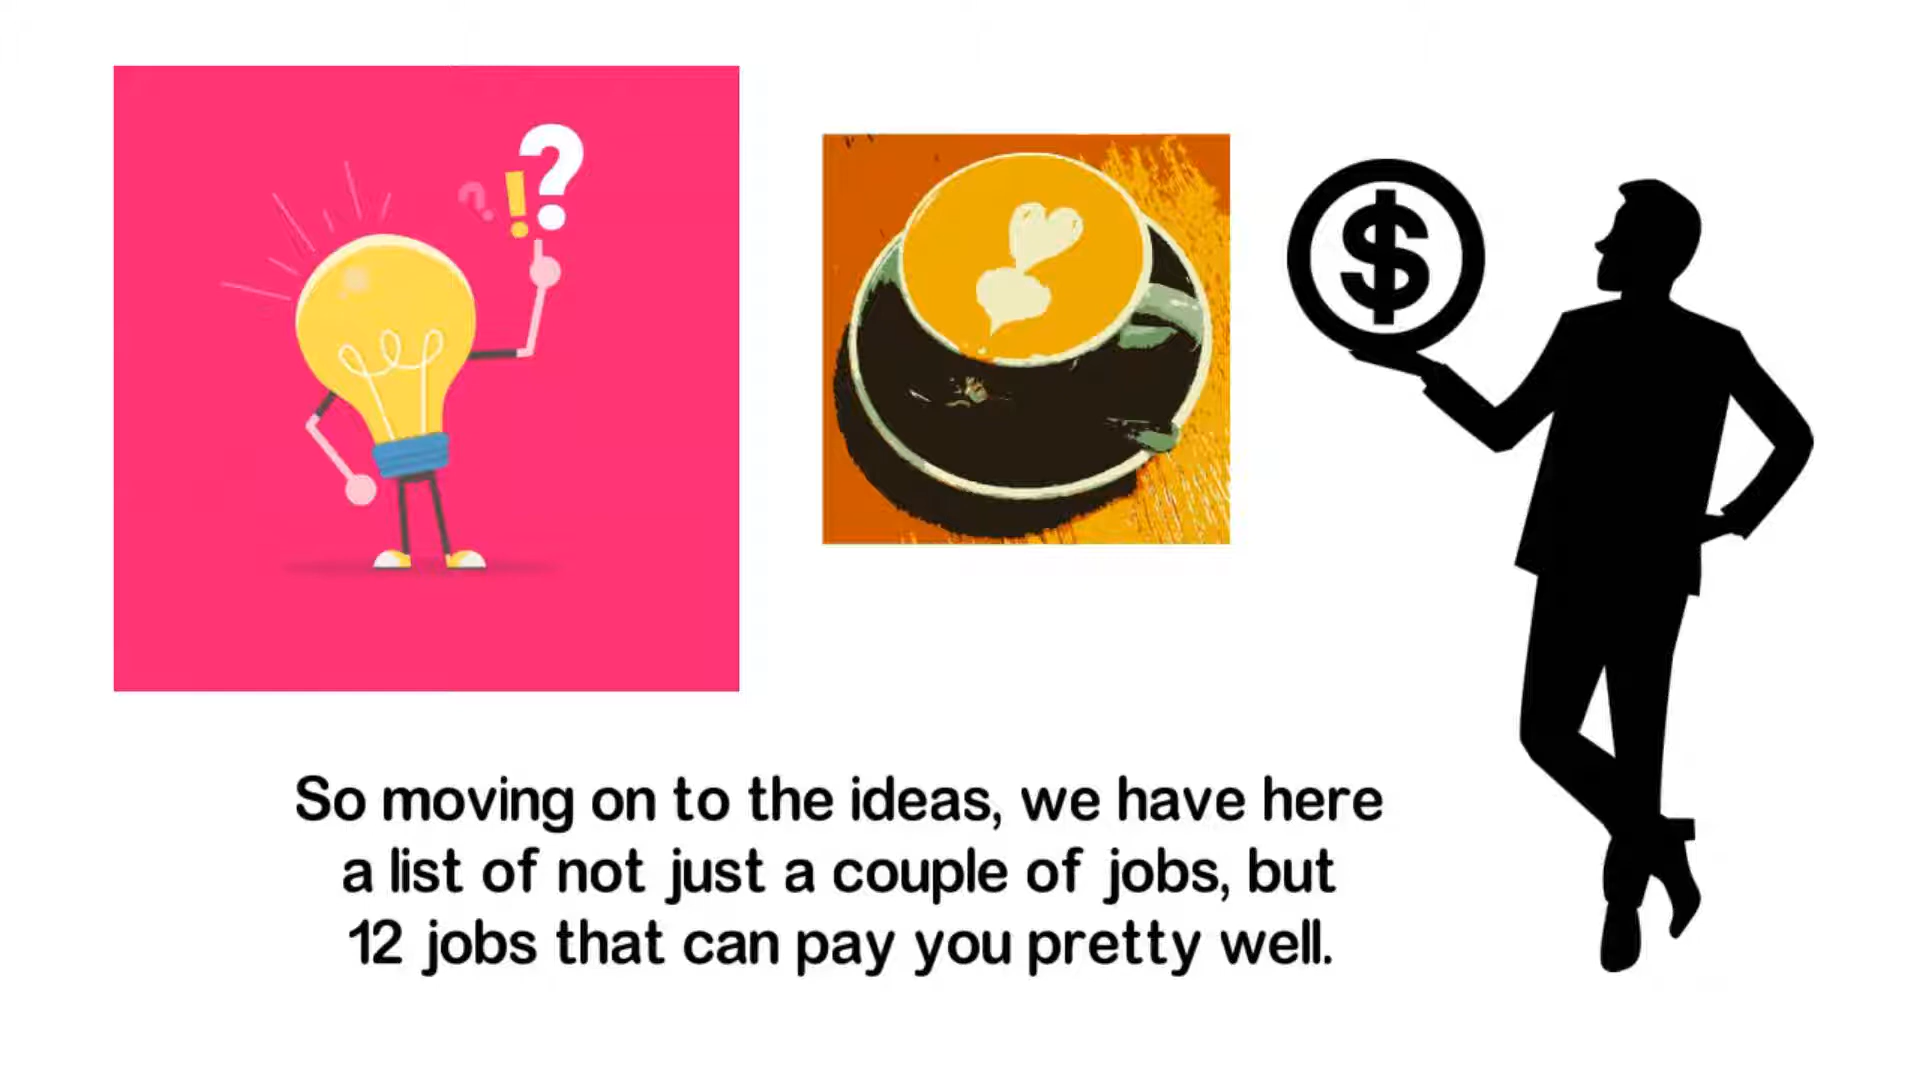 ?
!
?
$
So moving on to the ideas, we have here
a list of not just a couple of jobs, but
12 jobs that can pay you pretty well.